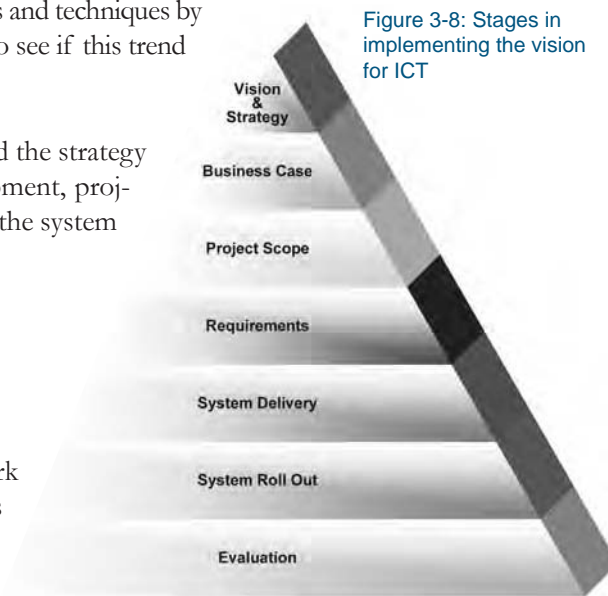 s and techniques by
o see if this trend
d the strategy
oment, proj-
the system
rk
s
Figure 3-8: Stages in
implementing the vision
for ICT
Vision
&
Strategy
Business Case
Project Scope
Requirements
System Delivery
System Roll Out
Evaluation